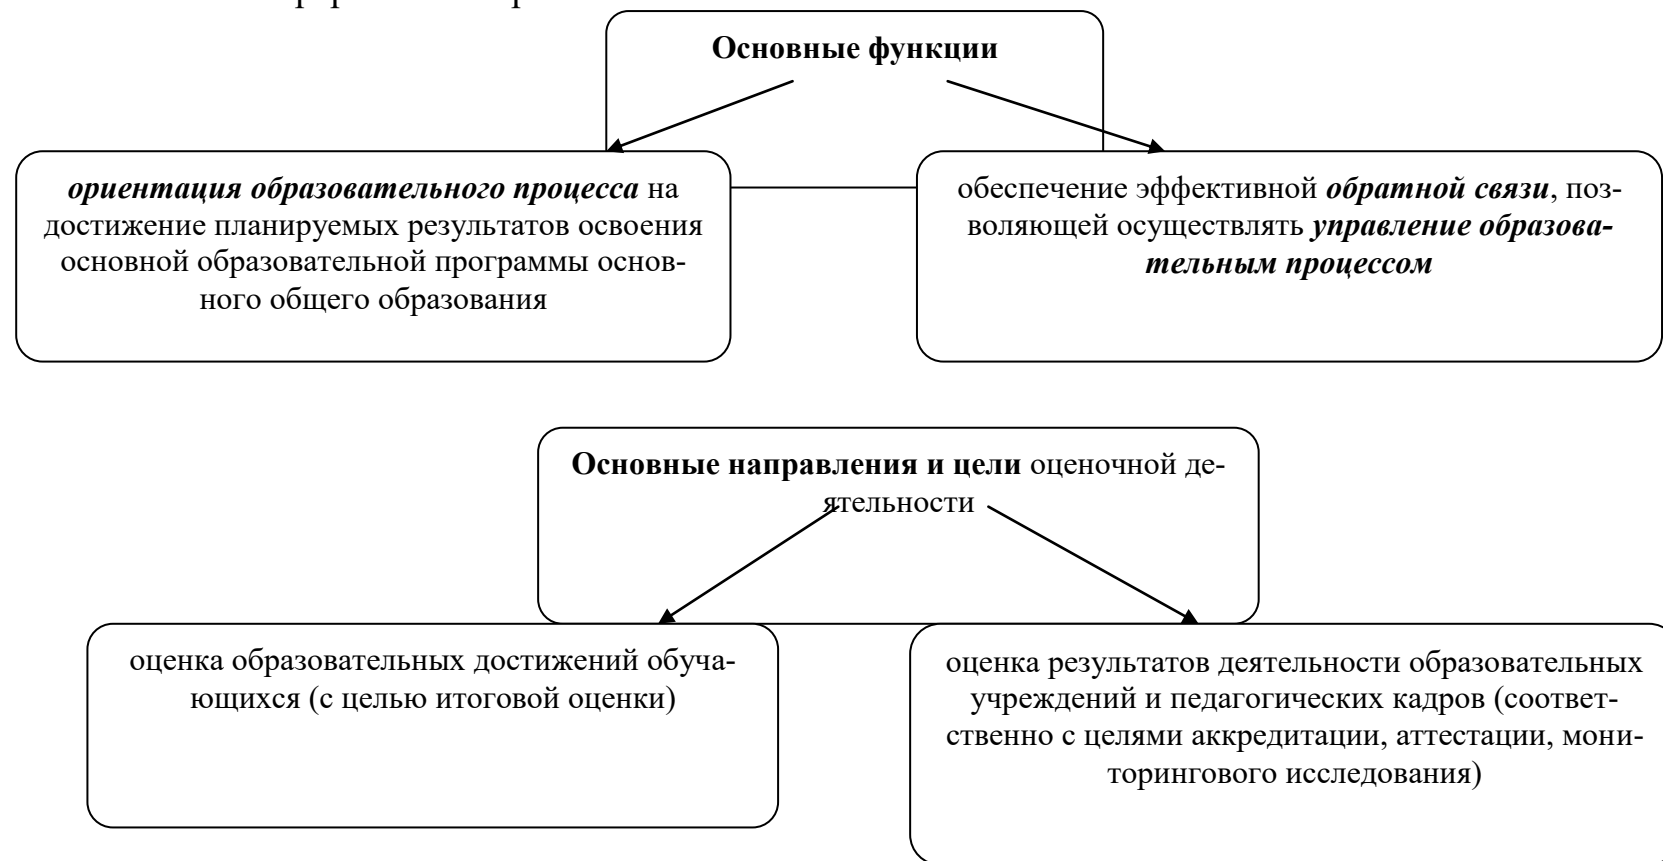 Основные функции
ориентация образовательного процесса на
достижение планируемых результатов освоения
основной образовательной программы основ-
ного общего образования
обеспечение эффективной обратной связи, поз-
воляющей осуществлять управление образова-
тельным процессом
Основные направления и цели оценочной де-
ятельности
оценка образовательных достижений обуча-
ющихся (с целью итоговой оценки)
оценка результатов деятельности образовательных
учреждений и педагогических кадров (соответ-
ственно с целями аккредитации, аттестации, мони-
торингового исследования)